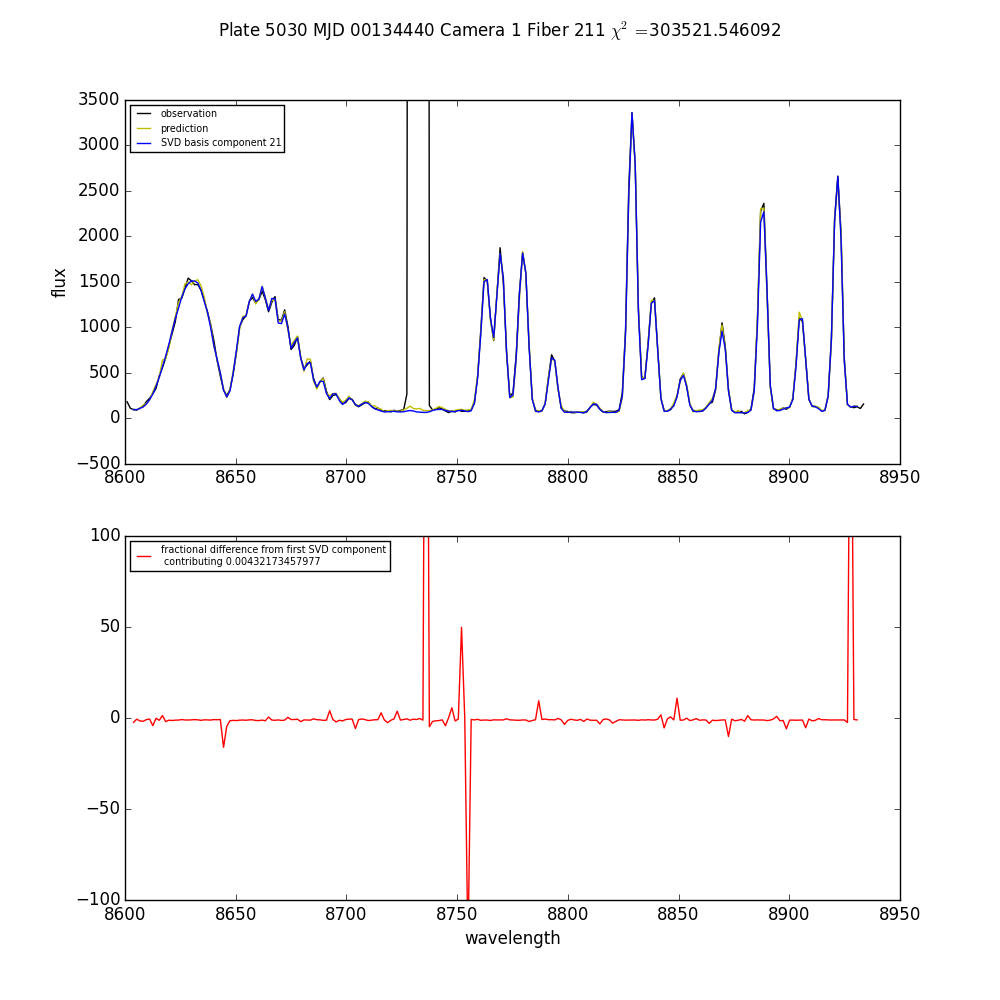 Plate 5030 MJD 00134440 Camera 1 Fiber 211 χ² =303521.546092
3500
3000
2500
2000
1500
1000
500
0
−500
flux
observation
prediction
SVD basis component 21
8600 8650 8700 8750 8800 8850 8900 8950
100
50
0
−50
−100
fractional difference from first SVD component
contributing 0.00432173457977
8600 8650 8700 8750 8800 8850 8900 8950
wavelength